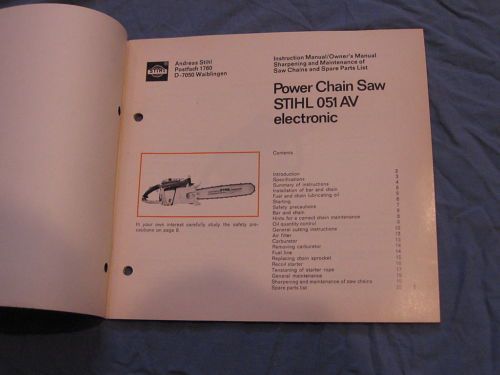 STIHL
Andreas Stihl
Postfach 1760
D-7050 Waiblingen
Instruction Manual/Owner's Manual
Sharpening and Maintenance of
Saw Chains and Spare Parts List
Power Chain Saw
STIHL 051 AV
electronic
Contents
Introduction 2
Specifications 3
Summary of instructions 4
Installation of bar and chain
Fuel and chain lubricating oil
Starting
Safety precautions
Bar and chain
Hints for a correct chain maintenance
Oil quantity control
General cutting instructions
Air filter
Carburetor
Removing carburetor
Fuel line
Replacing chain sprocket
Recoil starter
Tensioning of starter rope
General maintenance
Sharpening and maintenance of saw chains
Spare parts list
In your own interest carefully study the safety pre-
cautions on page 8.